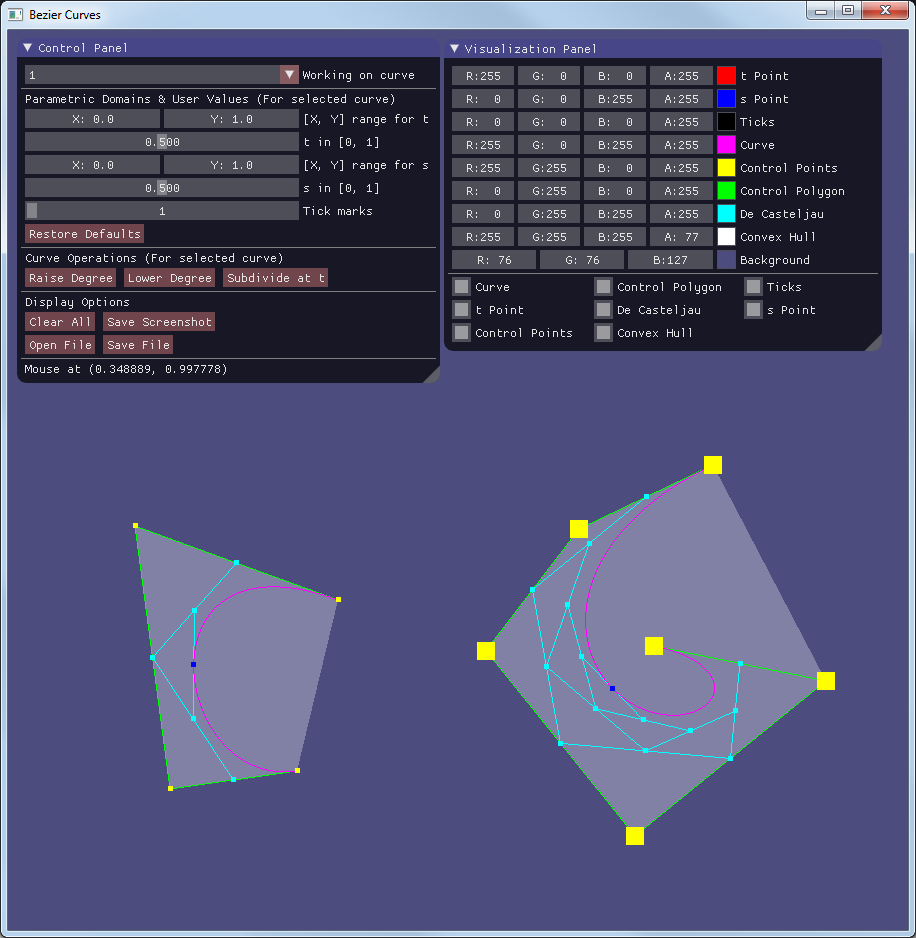 Bezier Curves
Control Panel
1 Working on curve
Parametric Domains & User Values (For selected curve)
X: 0.0 Y: 1.0 [X, Y] range for t
0.500 t in [0, 1]
X: 0.0 Y: 1.0 [X, Y] range for s
0.500 s in [0, 1]
1 Tick marks
Restore Defaults
Curve Operations (For selected curve)
Raise Degree Lower Degree Subdivide at t
Display Options
Clear All Save Screenshot
Open File Save File
Mouse at (0.348889, 0.997778)
Visualization Panel
R:255 G: 0 B: 0 A:255 t Point
R: 0 G: 0 B:255 A:255 s Point
R: 0 G: 0 B: 0 A:255 Ticks
R:255 G: 0 B:255 A:255 Curve
R:255 G:255 B: 0 A:255 Control Points
R: 0 G:255 B: 0 A:255 Control Polygon
R: 0 G:255 B:255 A:255 De Casteljau
R:255 G:255 B:255 A: 77 Convex Hull
R: 76 G: 76 B:127 Background
Curve Control Polygon Ticks
t Point De Casteljau s Point
Control Points Convex Hull